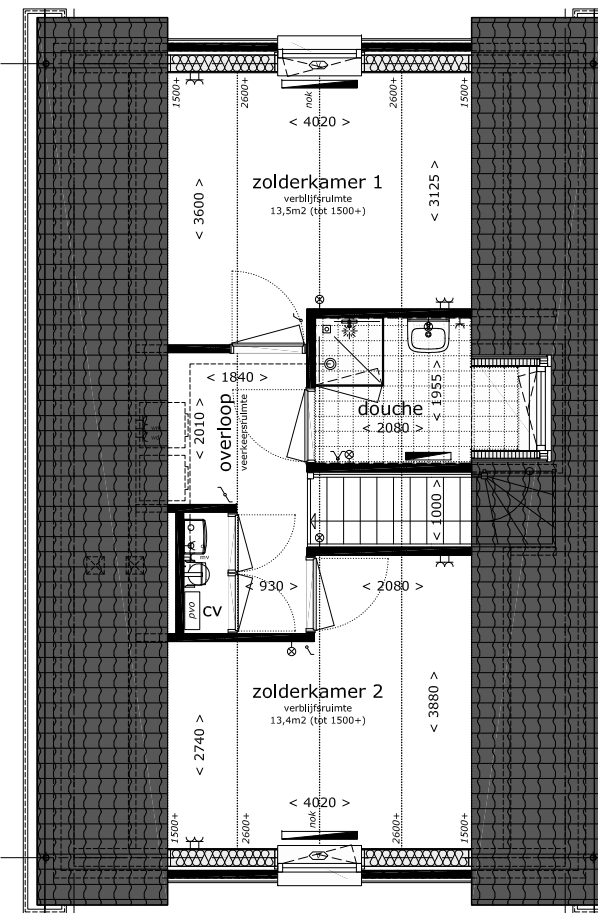 1500+
2600+
nok
2600+
1500+
< 4020 >
zolderkamer 1
verblijfsruimte
13,5m2 (tot 1500+)
< 3600 >
< 3125 >
< 1840 >
< 2010 >
overloop
verkeersruimte
douche
< 2080 >
< 1955 >
< 1000 >
mv
pvo
cv
< 930 >
< 2080 >
zolderkamer 2
verblijfsruimte
13,4m2 (tot 1500+)
< 2740 >
< 3880 >
< 4020 >
1500+
2600+
nok
2600+
1500+